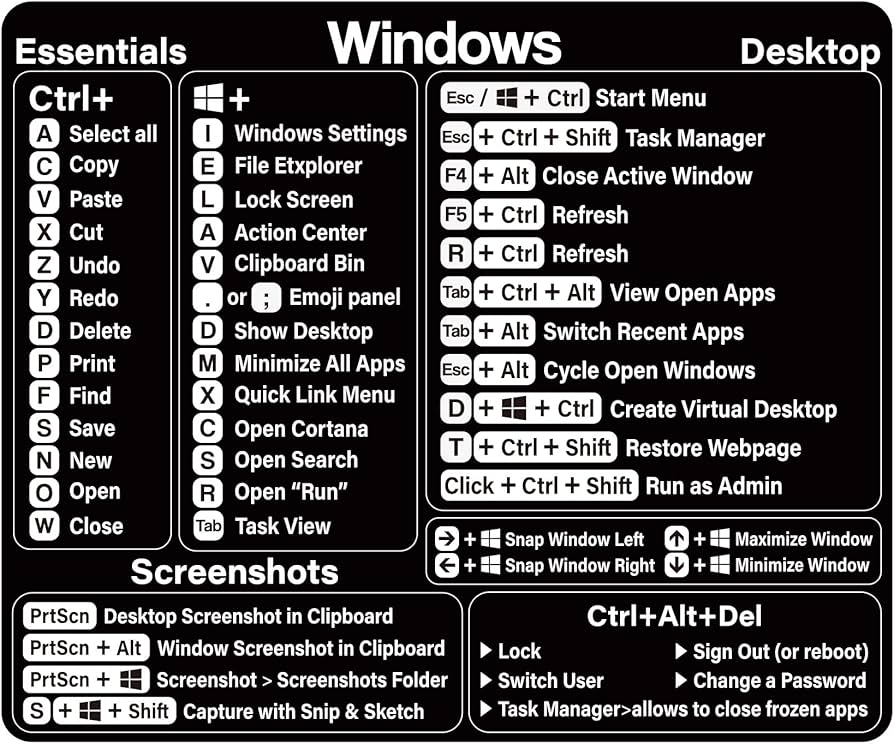 Windows
Essentials
Desktop
Ctrl+
A Select all
C Copy
V Paste
X Cut
Z Undo
Y Redo
D Delete
P Print
F Find
S Save
N New
O Open
W Close
+
I Windows Settings
E File Etxplorer
L Lock Screen
A Action Center
V Clipboard Bin
. or ; Emoji panel
D Show Desktop
M Minimize All Apps
X Quick Link Menu
C Open Cortana
S Open Search
R Open “Run”
Tab Task View
Esc / + Ctrl Start Menu
Esc + Ctrl + Shift Task Manager
F4 + Alt Close Active Window
F5 + Ctrl Refresh
R + Ctrl Refresh
Tab + Ctrl + Alt View Open Apps
Tab + Alt Switch Recent Apps
Esc + Alt Cycle Open Windows
D + + Ctrl Create Virtual Desktop
T + Ctrl + Shift Restore Webpage
Click + Ctrl + Shift Run as Admin
→ + Snap Window Left
↑ + Maximize Window
← + Snap Window Right
↓ + Minimize Window
Screenshots
PrtScn Desktop Screenshot in Clipboard
PrtScn + Alt Window Screenshot in Clipboard
PrtScn + Screenshot > Screenshots Folder
S + + Shift Capture with Snip & Sketch
Ctrl+Alt+Del
Lock
Sign Out (or reboot)
Switch User
Change a Password
Task Manager>allows to close frozen apps